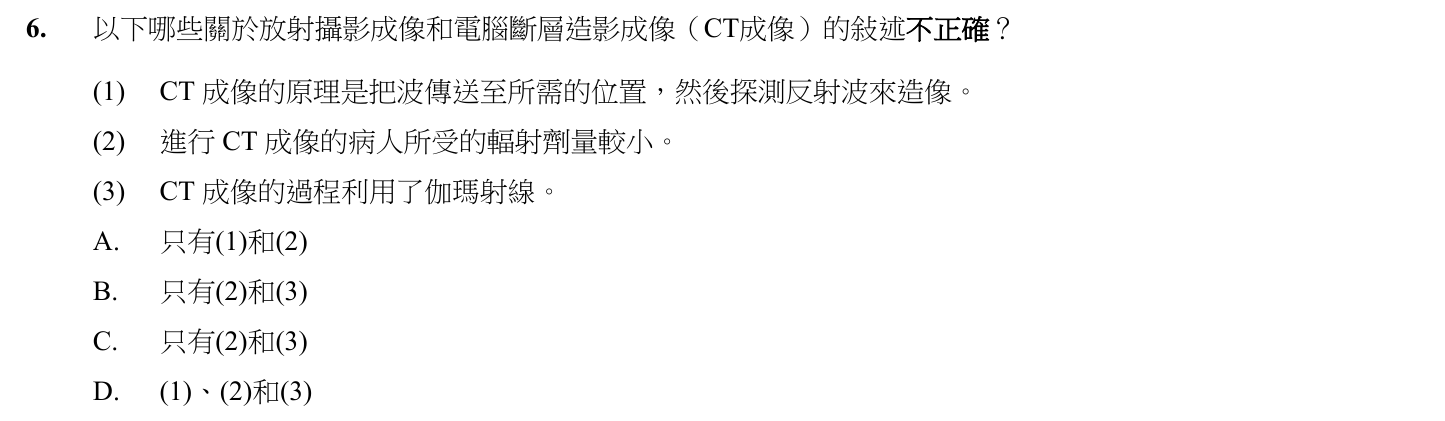 6. 以下哪些關於放射攝影成像和電腦斷層造影成像（CT成像）的敍述不正確？
(1) CT 成像的原理是把波傳送至所需的位置，然後探測反射波來造像。
(2) 進行 CT 成像的病人所受的輻射劑量較小。
(3) CT 成像的過程利用了伽瑪射線。
A. 只有(1)和(2)
B. 只有(2)和(3)
C. 只有(2)和(3)
D. (1)、(2)和(3)